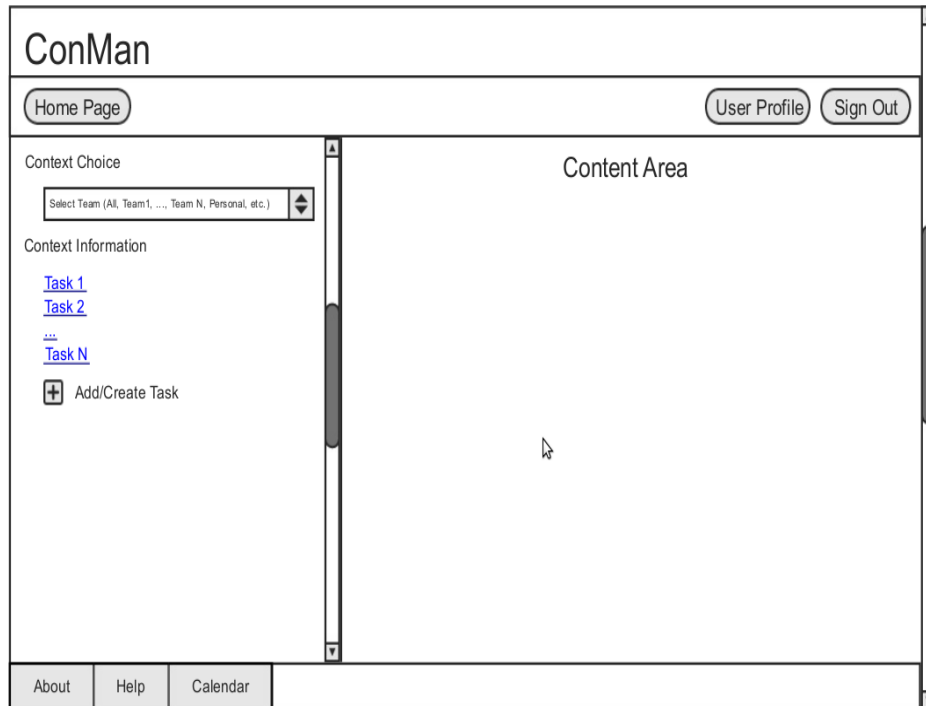 ConMan
Home Page
User Profile
Sign Out
Context Choice
Content Area
Select Team (All, Team1, ..., Team N, Personal, etc.)
Context Information
Task 1
Task 2
...
Task N
Add/Create Task
About
Help
Calendar